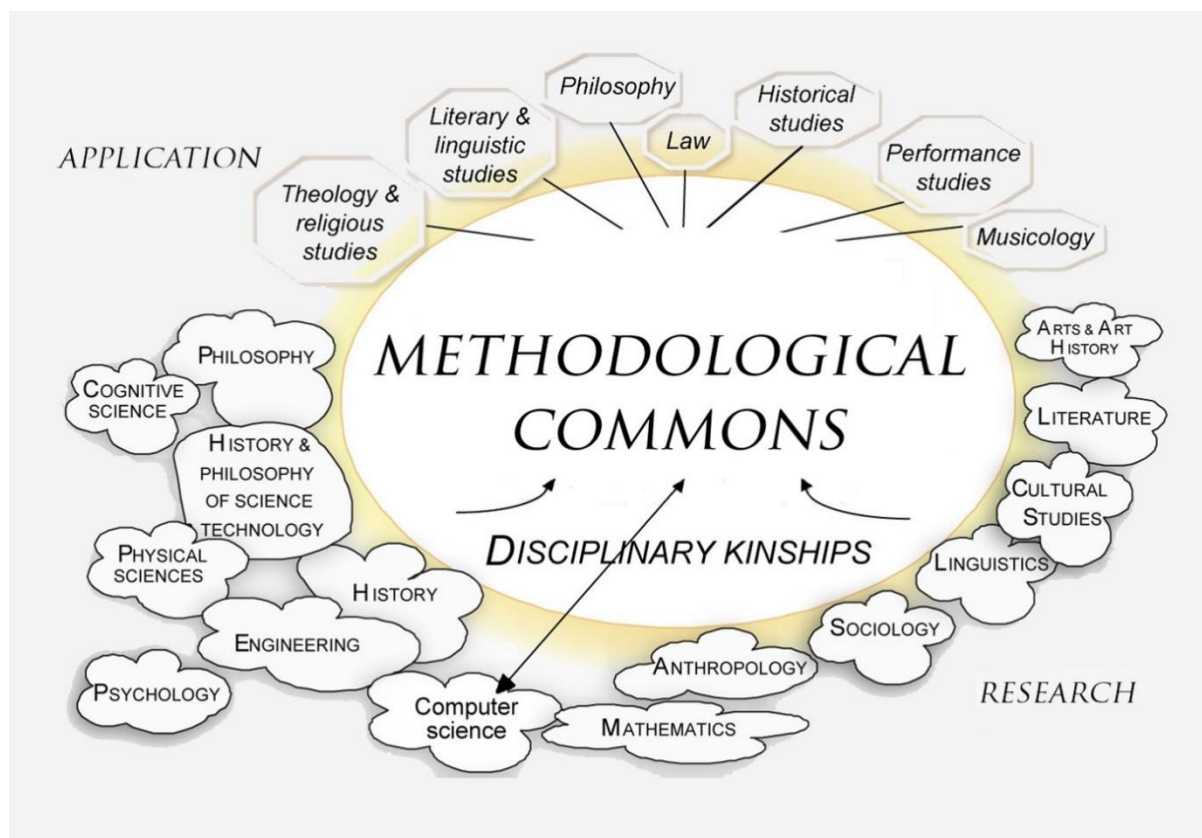 APPLICATION
Theology &
religious
studies
Literary &
linguistic
studies
Philosophy
Law
Historical
studies
Performance
studies
Musicology
METHODOLOGICAL
COMMONS
DISCIPLINARY KINSHIPS
PHILOSOPHY
COGNITIVE
SCIENCE
HISTORY &
PHILOSOPHY
OF SCIENCE
TECHNOLOGY
PHYSICAL
SCIENCES
HISTORY
ENGINEERING
PSYCHOLOGY
Computer
science
MATHEMATICS
ANTHROPOLOGY
SOCIOLOGY
LINGUISTICS
CULTURAL
STUDIES
LITERATURE
ARTS & ART
HISTORY
RESEARCH